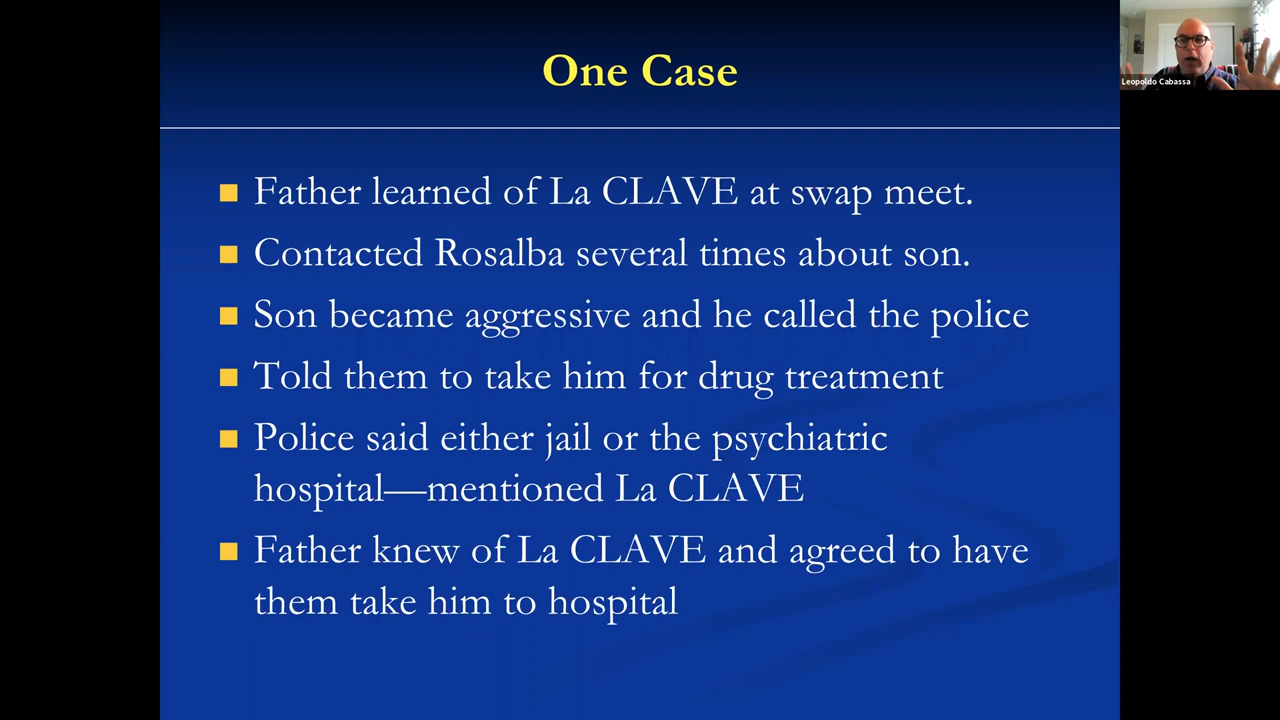 One Case
Leopoldo Cabassa
Father learned of La CLAVE at swap meet.
Contacted Rosalba several times about son.
Son became aggressive and he called the police
Told them to take him for drug treatment
Police said either jail or the psychiatric
hospital—mentioned La CLAVE
Father knew of La CLAVE and agreed to have
them take him to hospital